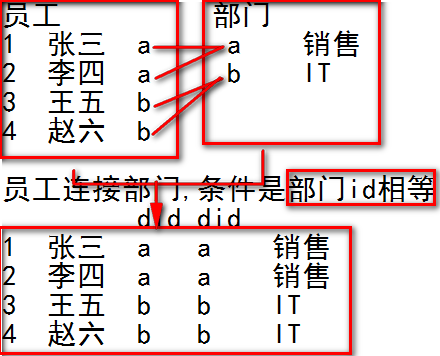 员工 部门
1 张三 a a 销售
2 李四 a b IT
3 王五 b
4 赵六 b
员工连接部门,条件是部门id相等
did did
1 张三 a a 销售
2 李四 a a 销售
3 王五 b b IT
4 赵六 b b IT